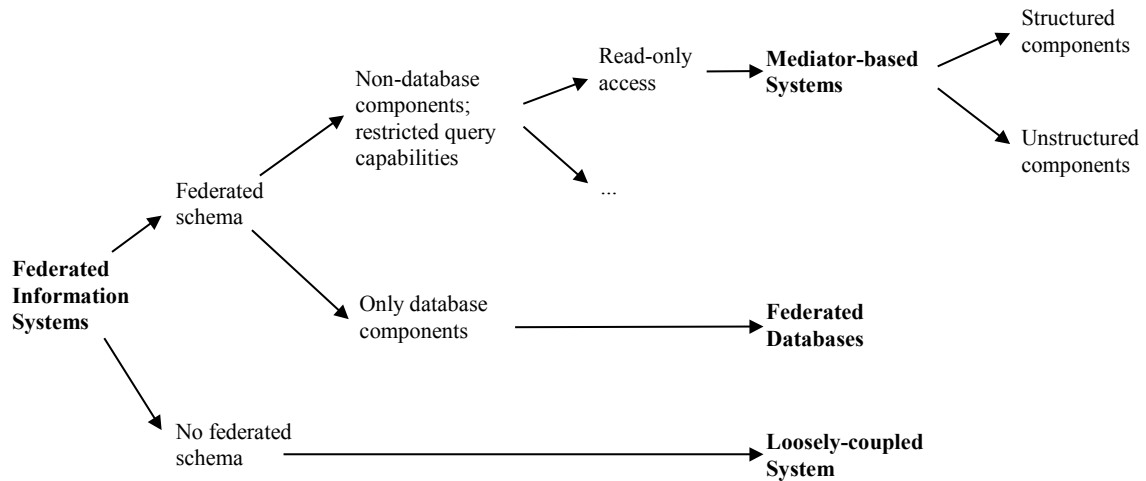 Structured
components
Read-only
access
Mediator-based
Systems
Non-database
components;
restricted query
capabilities
Unstructured
components
...
Federated
schema
Federated
Information
Systems
Only database
components
Federated
Databases
No federated
schema
Loosely-coupled
System